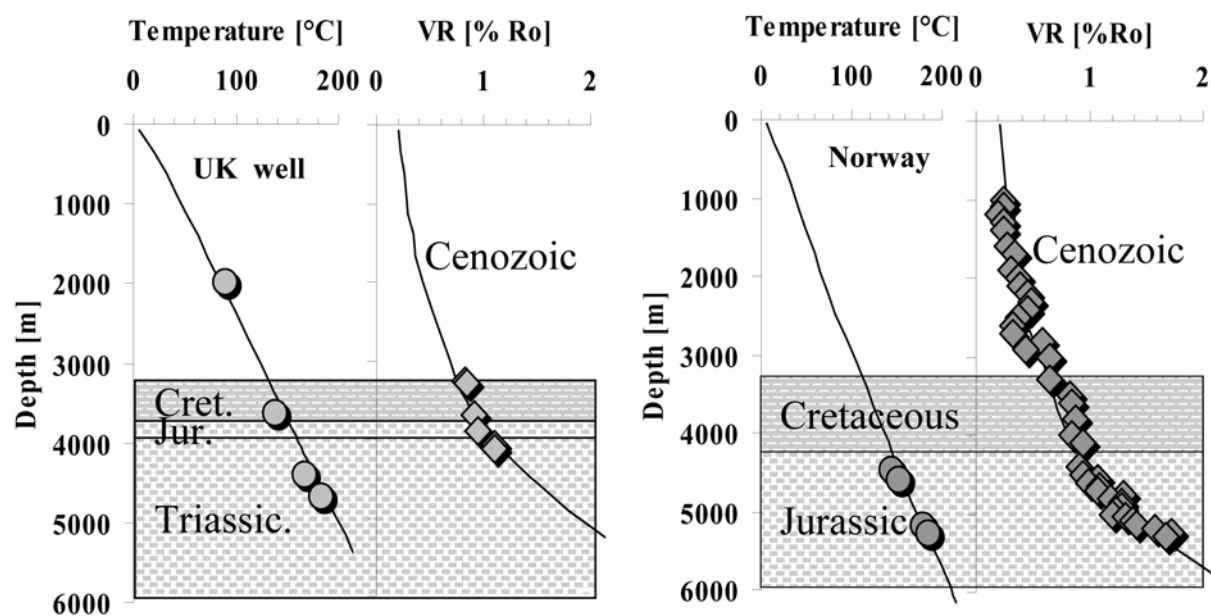 Temperature [°C]
VR [% Ro]
0 100 200 0 1 2
0
1000
2000
3000
4000
5000
6000
Depth [m]
UK well
Cenozoic
Cret.
Jur.
Triassic.
Temperature [°C]
VR [%Ro]
0 100 200 0 1 2
0
1000
2000
3000
4000
5000
6000
Depth [m]
Norway
Cenozoic
Cretaceous
Jurassic